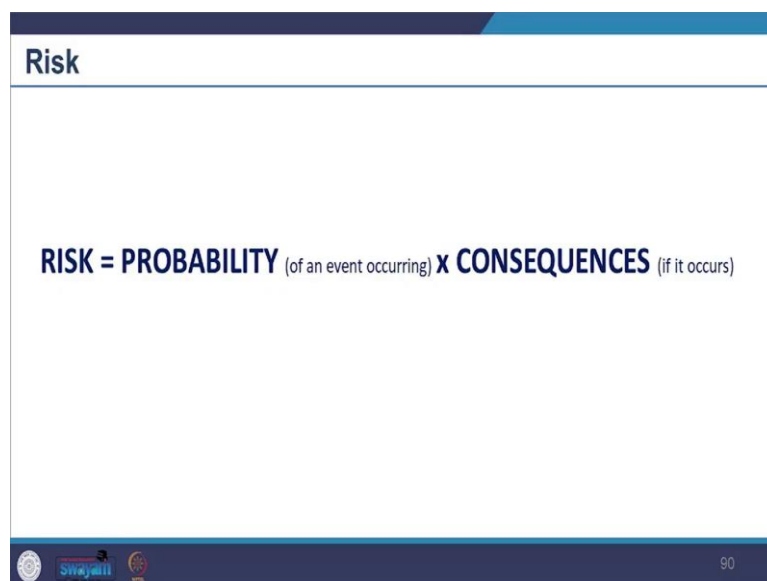 Risk
RISK = PROBABILITY (of an event occurring) x CONSEQUENCES (if it occurs)
swayam
90